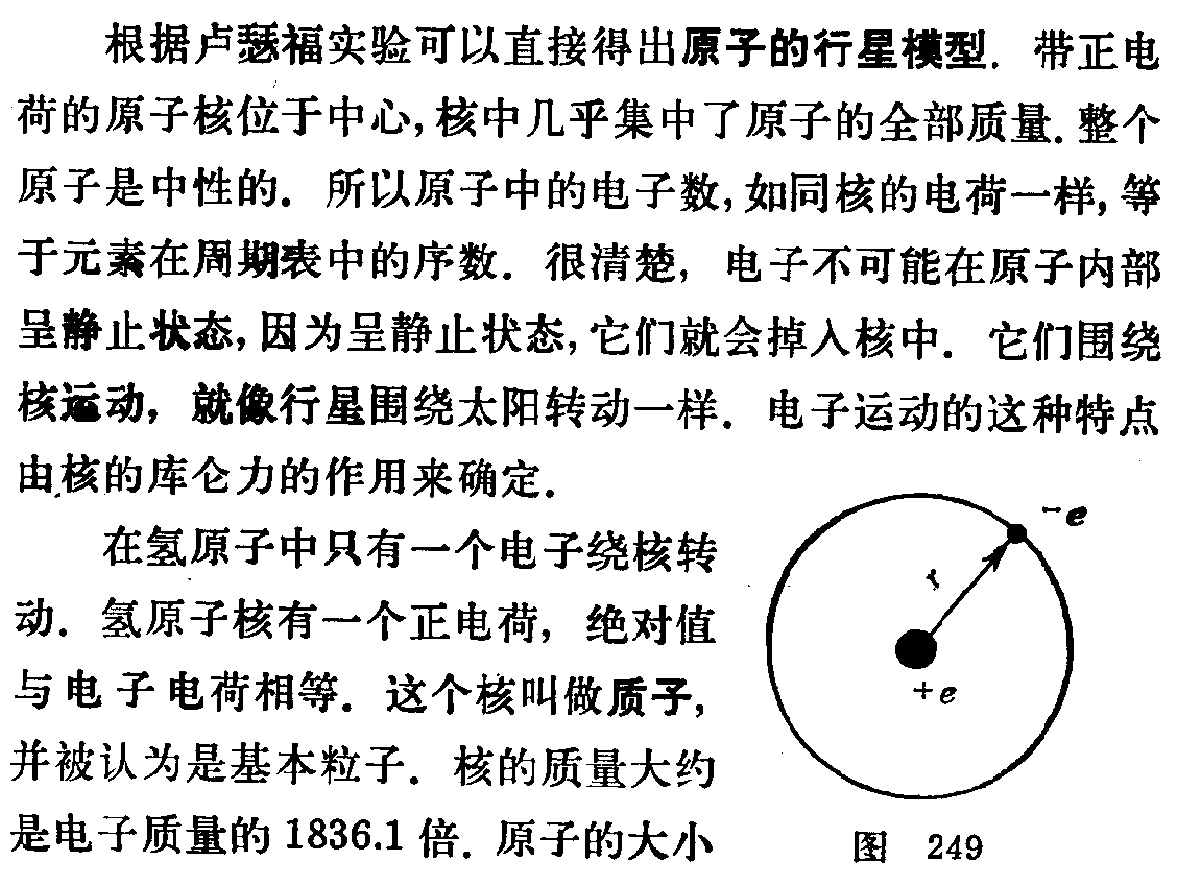 根据卢瑟福实验可以直接得出原子的行星模型．带正电
荷的原子核位于中心，核中几乎集中了原子的全部质量．整个
原子是中性的．所以原子中的电子数，如同核的电荷一样，等
于元素在周期表中的序数．很清楚，电子不可能在原子内部
呈静止状态，因为呈静止状态，它们就会掉入核中．它们围绕
核运动，就像行星围绕太阳转动一样．电子运动的这种特点
由核的库仑力的作用来确定．
在氢原子中只有一个电子绕核转
动．氢原子核有一个正电荷，绝对值
与电子电荷相等．这个核叫做质子，
并被认为是基本粒子．核的质量大约
是电子质量的 1836.1 倍．原子的大小
-e
r
+e
图 249